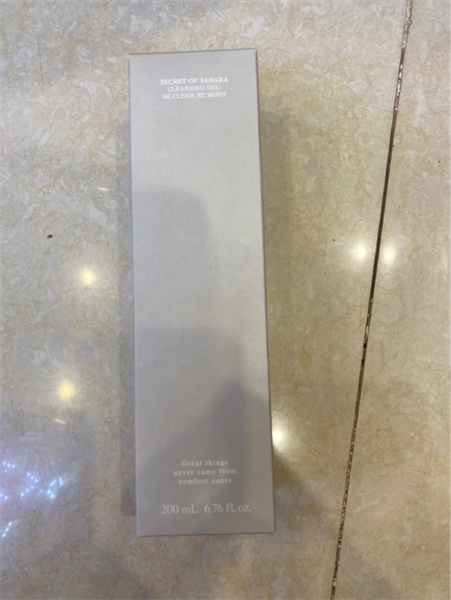 SECRET OF SAHARA
CLEANSING GEL:
BE CLEAN, BE MOIST
Great things
never came from
comfort zones
200 mL 6.76 fl. oz.